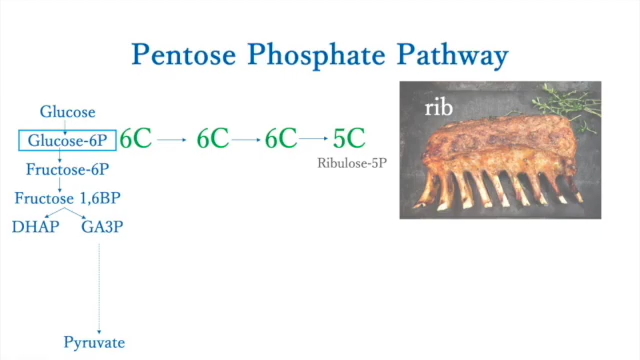 Pentose Phosphate Pathway
rib
Glucose
Glucose-6P 6C 6C 6C 5C
Ribulose-5P
Fructose-6P
Fructose 1,6BP
DHAP GA3P
Pyruvate